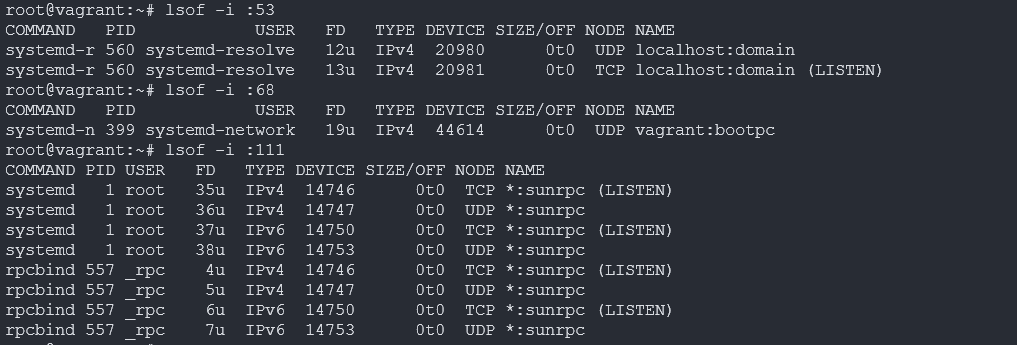 root@vagrant:~# lsof -i :53
COMMAND  PID            USER   FD   TYPE DEVICE SIZE/OFF NODE NAME
systemd-r 560 systemd-resolve   12u  IPv4  20980      0t0  UDP localhost:domain
systemd-r 560 systemd-resolve   13u  IPv4  20981      0t0  TCP localhost:domain (LISTEN)
root@vagrant:~# lsof -i :68
COMMAND   PID            USER   FD   TYPE DEVICE SIZE/OFF NODE NAME
systemd-n 399 systemd-network   19u  IPv4  44614      0t0  UDP vagrant:bootpc
root@vagrant:~# lsof -i :111
COMMAND PID USER   FD   TYPE DEVICE SIZE/OFF NODE NAME
systemd   1 root   35u  IPv4  14746      0t0  TCP *:sunrpc (LISTEN)
systemd   1 root   36u  IPv4  14747      0t0  UDP *:sunrpc
systemd   1 root   37u  IPv6  14750      0t0  TCP *:sunrpc (LISTEN)
systemd   1 root   38u  IPv6  14753      0t0  UDP *:sunrpc
rpcbind 557 _rpc    4u  IPv4  14746      0t0  TCP *:sunrpc (LISTEN)
rpcbind 557 _rpc    5u  IPv4  14747      0t0  UDP *:sunrpc
rpcbind 557 _rpc    6u  IPv6  14750      0t0  TCP *:sunrpc (LISTEN)
rpcbind 557 _rpc    7u  IPv6  14753      0t0  UDP *:sunrpc